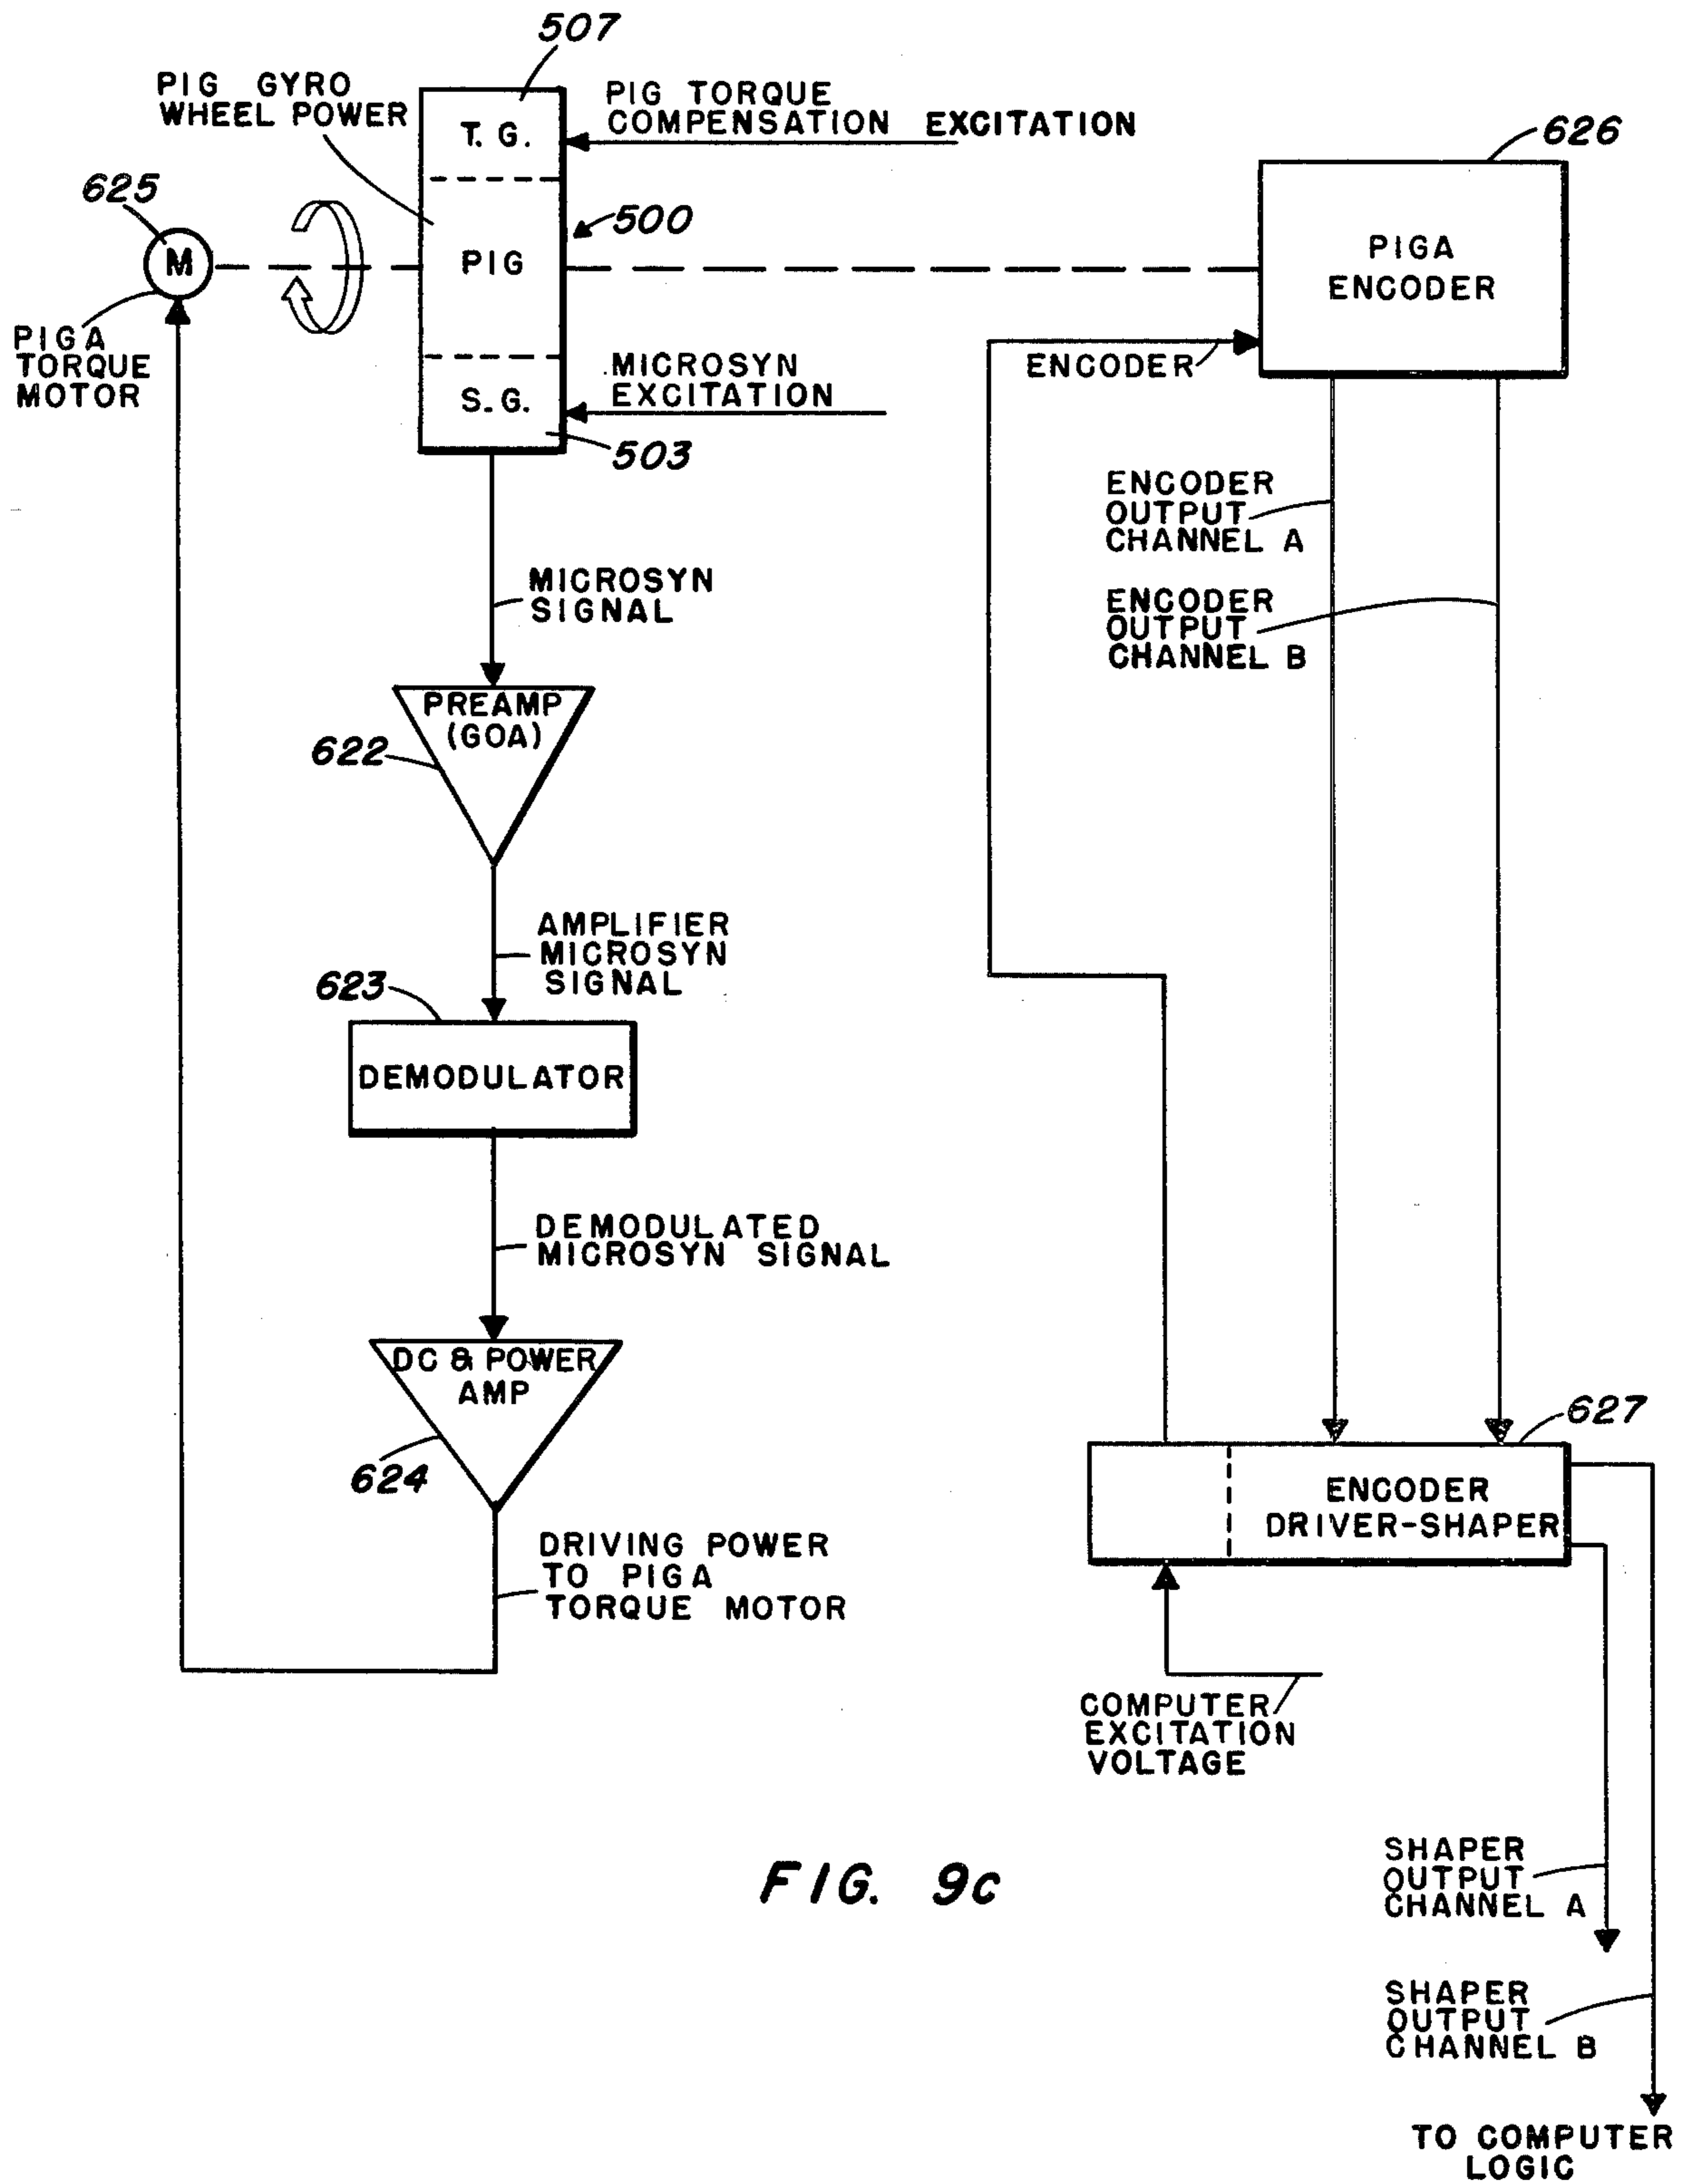 507
PIG GYRO
WHEEL POWER
T. G.
PIG TORQUE
COMPENSATION EXCITATION
626
625
M
500
PIG
PIGA
ENCODER
PIGA
TORQUE
MOTOR
S.G.
MICROSYN
EXCITATION
503
ENCODER
ENCODER
OUTPUT
CHANNEL A
MICROSYN
SIGNAL
ENCODER
OUTPUT
CHANNEL B
PREAMP
(GOA)
622
AMPLIFIER
MICROSYN
SIGNAL
623
DEMODULATOR
DEMODULATED
MICROSYN SIGNAL
DC & POWER
AMP
624
627
ENCODER
DRIVER-SHAPER
DRIVING POWER
TO PIGA
TORQUE MOTOR
COMPUTER
EXCITATION
VOLTAGE
SHAPER
OUTPUT
CHANNEL A
FIG. 9c
SHAPER
OUTPUT
CHANNEL B
TO COMPUTER
LOGIC